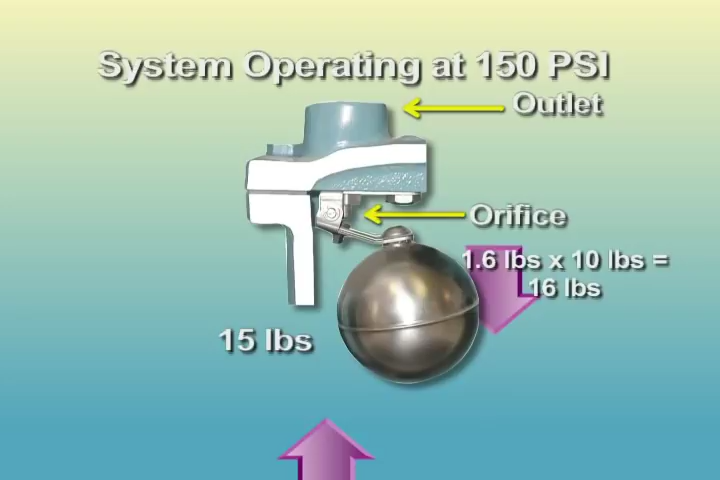 System Operating at 150 PSI
Outlet
Orifice
1.6 lbs x 10 lbs =
16 lbs
15 lbs